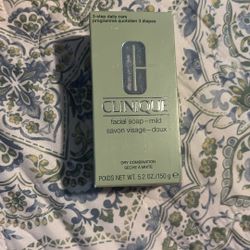 3-step daily care
programme quotidien 3 étapes
CLINIQUE
facial soap–mild
savon visage–doux
DRY COMBINATION
SÈCHE À MIXTE
POIDS NET WT. 5.2 OZ./150 g ℮